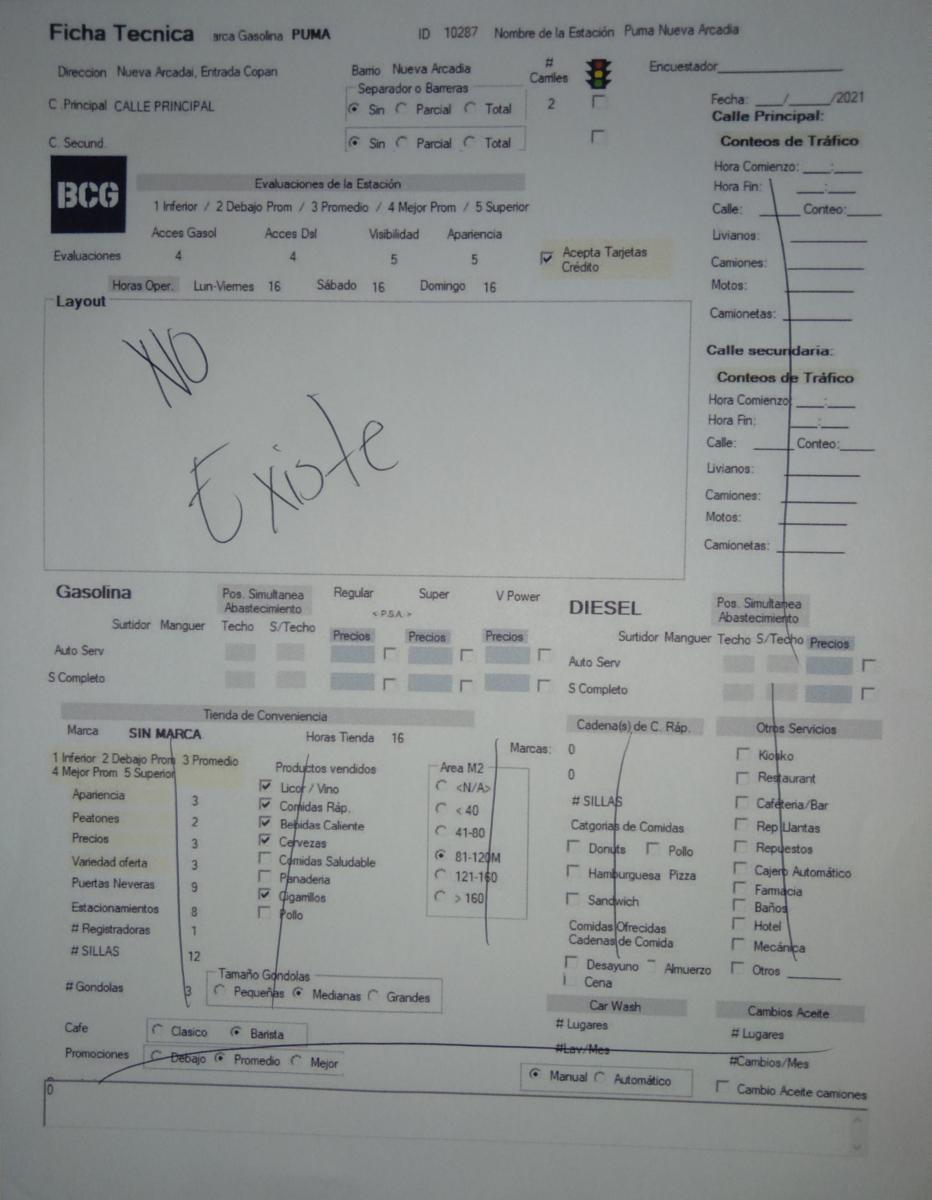 Ficha Tecnica arca Gasolina PUMA ID 10287 Nombre de la Estación Puma Nueva Arcadia
Direccion Nueva Arcadai, Entrada Copan Barrio Nueva Arcadia # Carriles Encuestador
Separador o Barreras
C .Principal CALLE PRINCIPAL Sin Parcial Total 2 Fecha: ___/___/2021
C. Secund. Sin Parcial Total
Calle Principal:
Conteos de Tráfico
Hora Comienzo: ___:___
Hora Fin: ___:___
Calle: Conteo:
Livianos:
Camiones:
Motos:
Camionetas:
BCG
Evaluaciones de la Estación
1 Inferior / 2 Debajo Prom / 3 Promedio / 4 Mejor Prom / 5 Superior
Acces Gasol Acces Dsl Visibilidad Apariencia
Evaluaciones 4 4 5 5
Acepta Tarjetas Crédito
Horas Oper. Lun-Viernes 16 Sábado 16 Domingo 16
Layout
NO
Existe
Calle secundaria:
Conteos de Tráfico
Hora Comienzo ___:___
Hora Fin: ___:___
Calle: Conteo:
Livianos:
Camiones:
Motos:
Camionetas:
Gasolina Pos. Simultanea Abastecimiento Regular Super V Power
< P.S.A. >
Surtidor Manguer Techo S/Techo Precios Precios Precios
Auto Serv
S Completo
DIESEL Pos. Simultanea Abastecimiento
Surtidor Manguer Techo S/Techo Precios
Auto Serv
S Completo
Tienda de Conveniencia
Marca SIN MARCA Horas Tienda 16
1 Inferior 2 Debajo Prom 3 Promedio
4 Mejor Prom 5 Superior
Apariencia 3
Peatones 2
Precios 3
Variedad oferta 3
Puertas Neveras 9
Estacionamientos 8
# Registradoras 1
# SILLAS 12
# Gondolas 3
Productos vendidos
Licor / Vino
Comidas Ráp.
Bebidas Caliente
Cervezas
Comidas Saludable
Panaderia
Cigarrillos
Pollo
Area M2
<N/A>
< 40
41-80
81-120M
121-160
> 160
Tamaño Gondolas
Pequeñas Medianas Grandes
Cafe Clasico Barista
Promociones Debajo Promedio Mejor
0
Cadena(s) de C. Ráp.
Marcas: 0
0
# SILLAS
Catgorias de Comidas
Donuts Pollo
Hamburguesa Pizza
Sandwich
Comidas Ofrecidas
Cadenas de Comida
Desayuno Almuerzo
Cena
Car Wash
# Lugares
#Lav/Mes
Manual Automático
Otros Servicios
Kiosko
Restaurant
Cafeteria/Bar
Rep Llantas
Repuestos
Cajero Automático
Farmacia
Baños
Hotel
Mecánica
Otros
Cambios Aceite
# Lugares
#Cambios/Mes
Cambio Aceite camiones